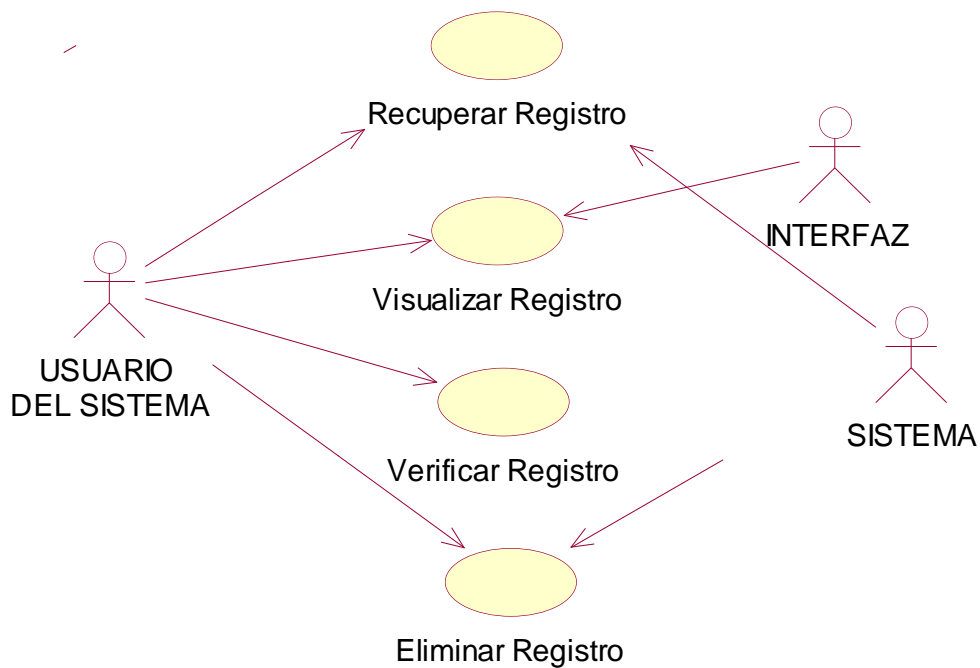 Recuperar Registro
INTERFAZ
Visualizar Registro
USUARIO
DEL SISTEMA
SISTEMA
Verificar Registro
Eliminar Registro